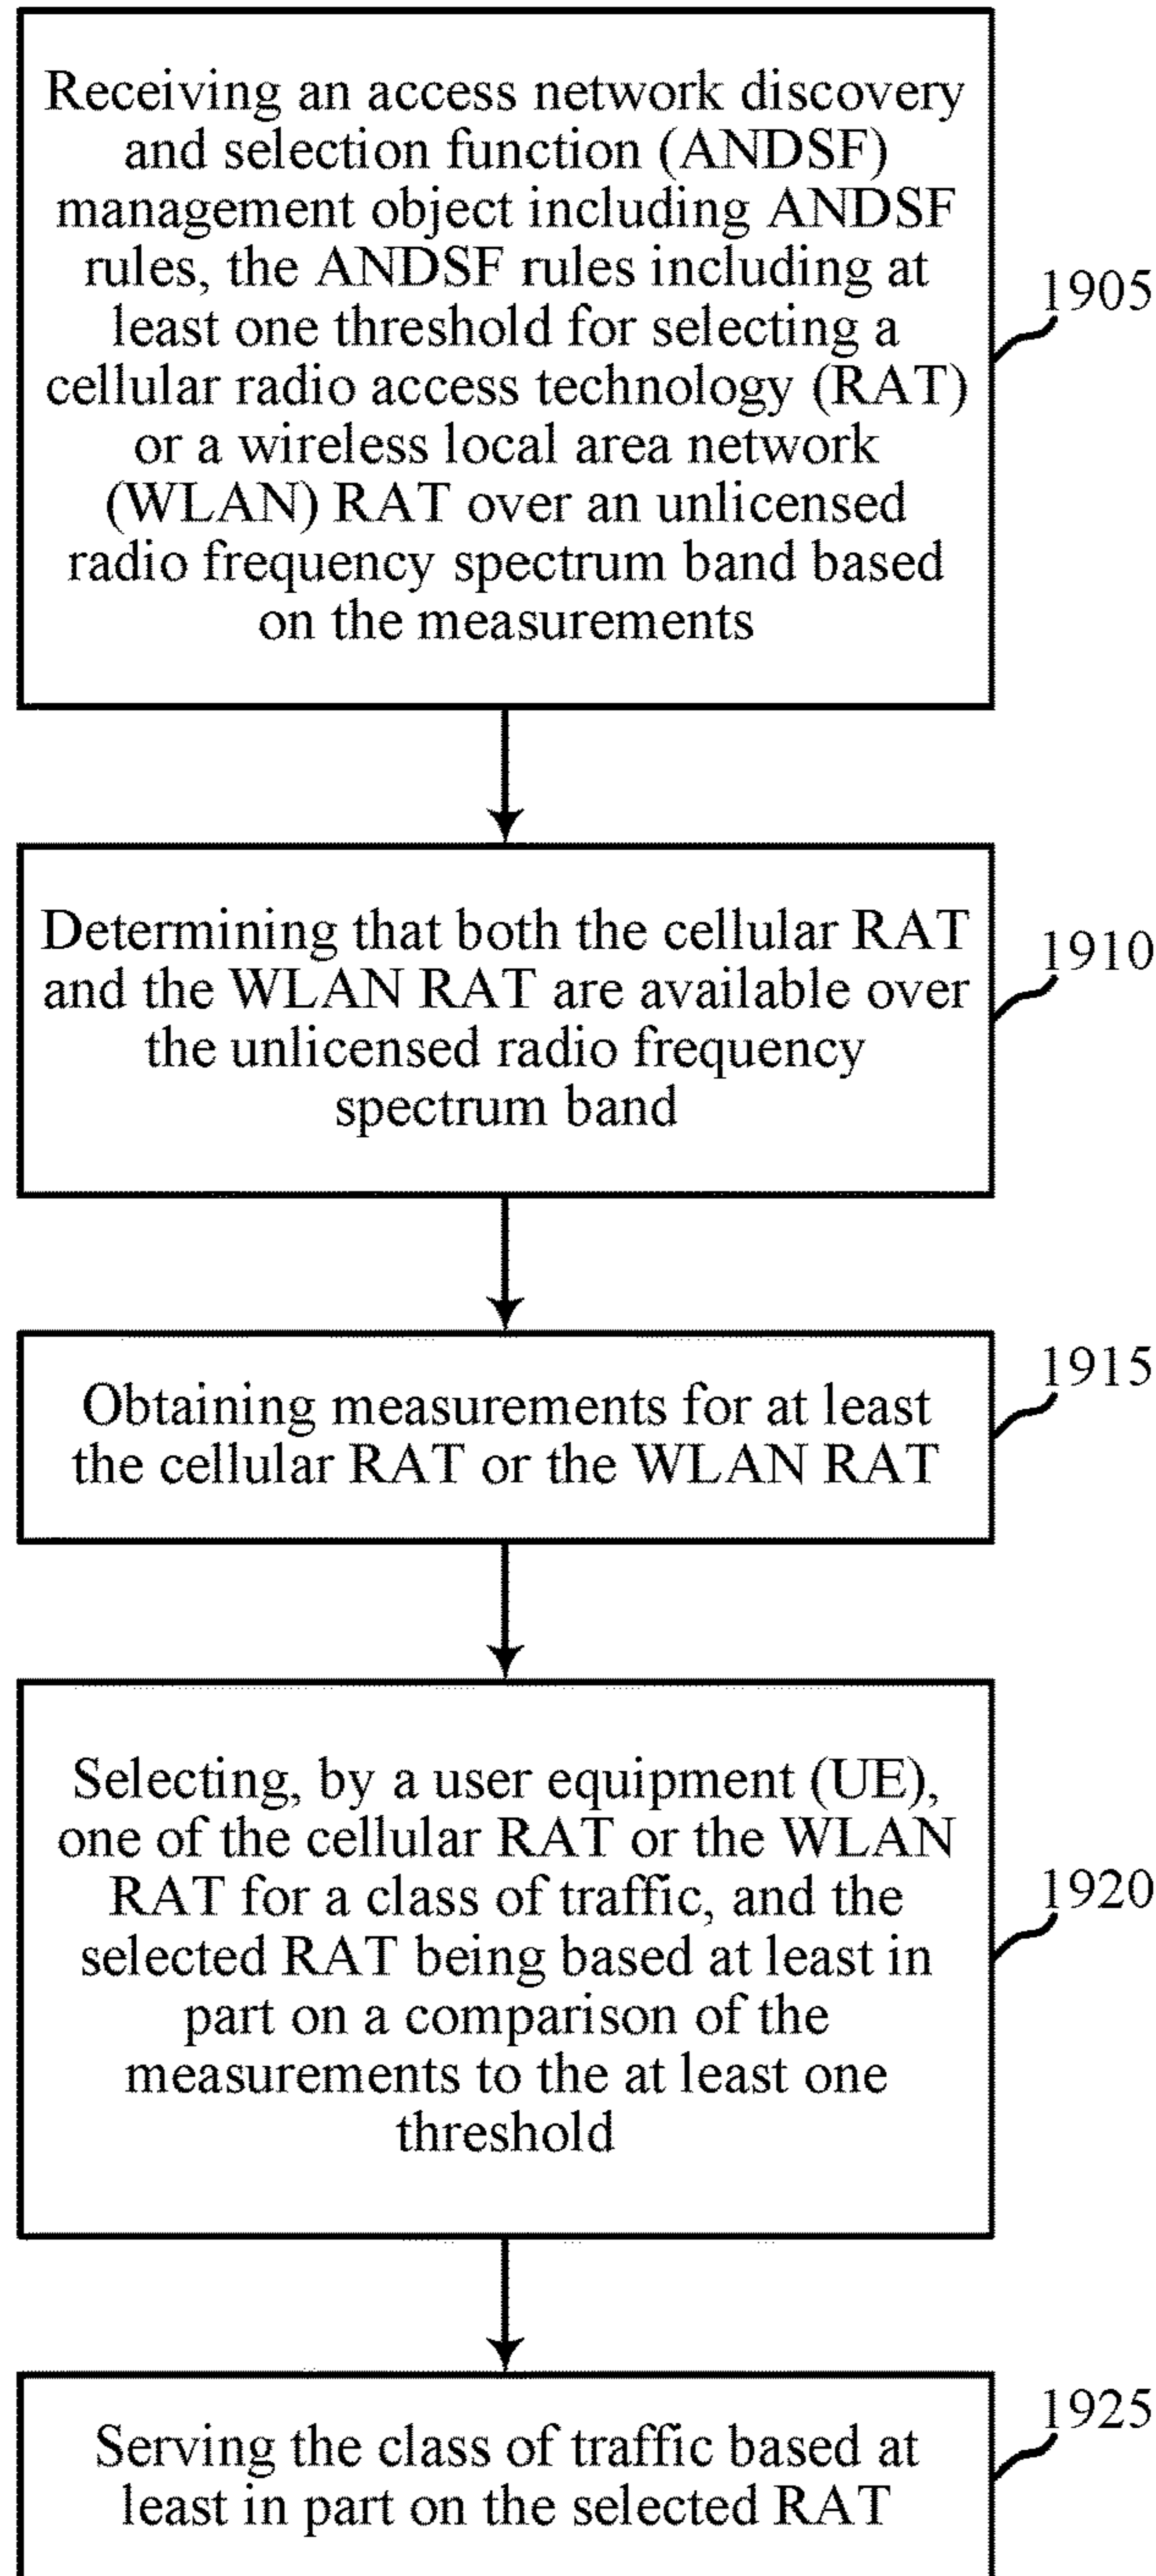 Receiving an access network discovery
and selection function (ANDSF)
management object including ANDSF
rules, the ANDSF rules including at
least one threshold for selecting a
cellular radio access technology (RAT)
or a wireless local area network
(WLAN) RAT over an unlicensed
radio frequency spectrum band based
on the measurements
1905
Determining that both the cellular RAT
and the WLAN RAT are available over
the unlicensed radio frequency
spectrum band
1910
Obtaining measurements for at least
the cellular RAT or the WLAN RAT
1915
Selecting, by a user equipment (UE),
one of the cellular RAT or the WLAN
RAT for a class of traffic, and the
selected RAT being based at least in
part on a comparison of the
measurements to the at least one
threshold
1920
Serving the class of traffic based at
least in part on the selected RAT
1925